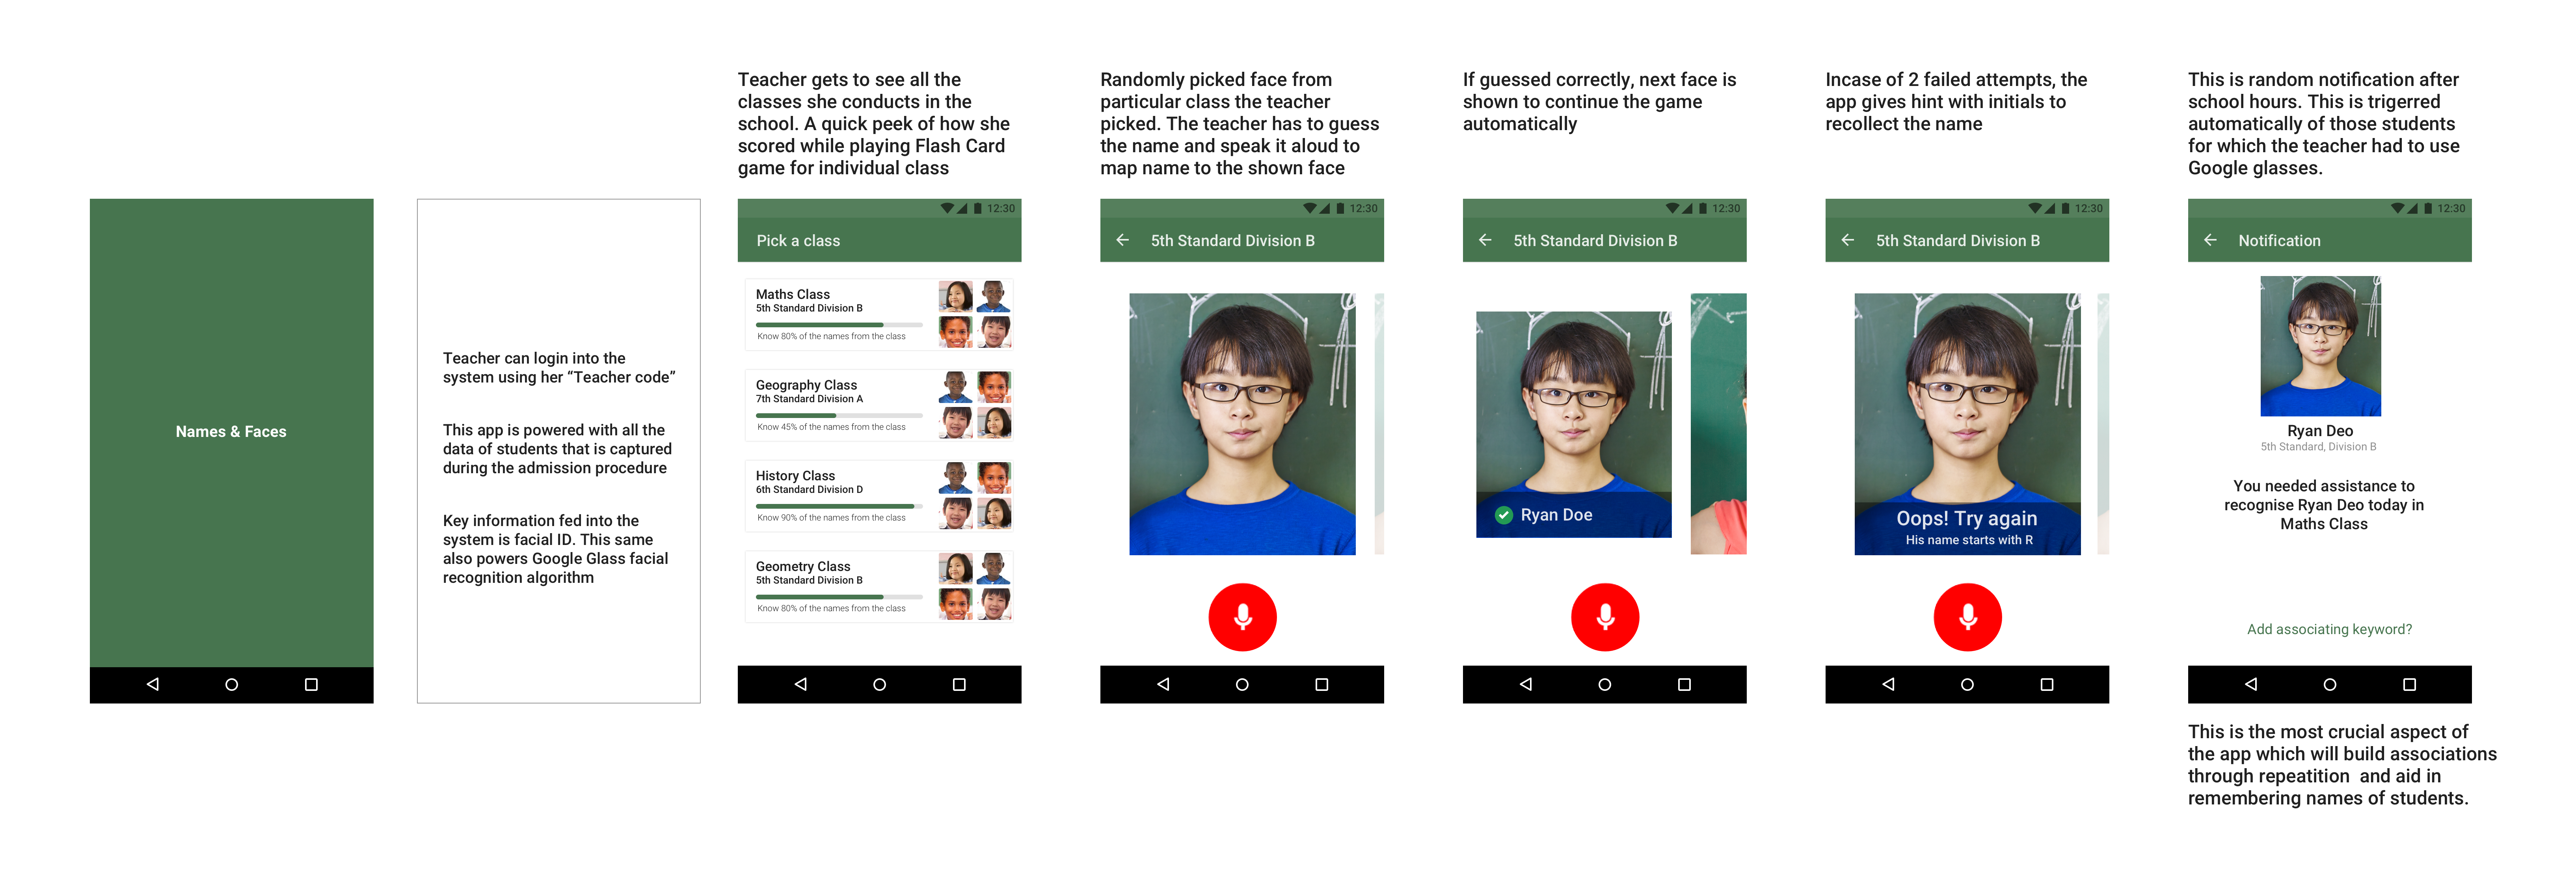 Names & Faces
Teacher can login into the
system using her “Teacher code”
This app is powered with all the
data of students that is captured
during the admission procedure
Key information fed into the
system is facial ID. This same
also powers Google Glass facial
recognition algorithm
Teacher gets to see all the
classes she conducts in the
school. A quick peek of how she
scored while playing Flash Card
game for individual class
12:30
Pick a class
Maths Class
5th Standard Division B
Know 80% of the names from the class
Geography Class
7th Standard Division A
Know 45% of the names from the class
History Class
6th Standard Division D
Know 90% of the names from the class
Geometry Class
5th Standard Division B
Know 80% of the names from the class
Randomly picked face from
particular class the teacher
picked. The teacher has to guess
the name and speak it aloud to
map name to the shown face
12:30
5th Standard Division B
If guessed correctly, next face is
shown to continue the game
automatically
12:30
5th Standard Division B
Ryan Doe
Incase of 2 failed attempts, the
app gives hint with initials to
recollect the name
12:30
5th Standard Division B
Oops! Try again
His name starts with R
This is random notification after
school hours. This is trigerred
automatically of those students
for which the teacher had to use
Google glasses.
12:30
Notification
Ryan Deo
5th Standard, Division B
You needed assistance to
recognise Ryan Deo today in
Maths Class
Add associating keyword?
This is the most crucial aspect of
the app which will build associations
through repeatition  and aid in
remembering names of students.